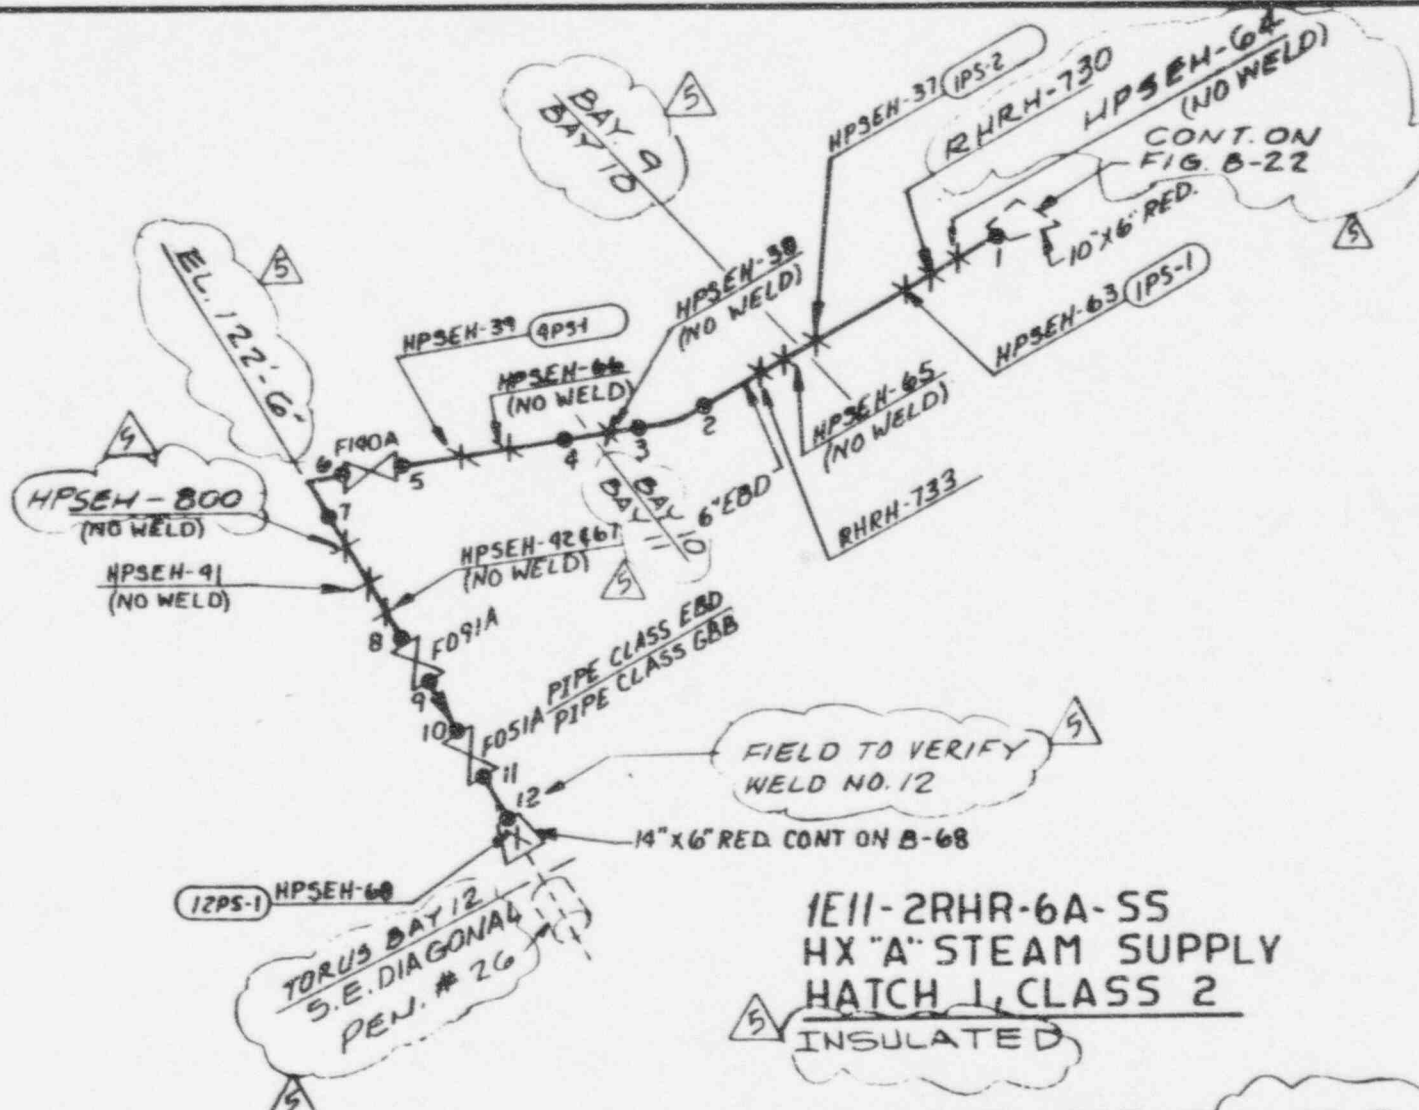 BAY. 9
BAY 10
5
HPSEH-37 1PS-2
RHRH-730
HPSEH-64
(NO WELD)
CONT. ON
FIG. B-22
10"X6" RED.
5
1
EL. 122'-6"
5
HPSEH-38
(NO WELD)
HPSEH-39
HPSEH-66
(NO WELD)
HPSEH-63 1PS-1
HPSEH-65
(NO WELD)
2
3
4
5
F140A
6
5
HPSEH-800
(NO WELD)
7
BAY 10
BAY 11
5
6"EBD
RHRH-733
HPSEH-42&67
(NO WELD)
HPSEH-41
(NO WELD)
8
F091A
9
PIPE CLASS EBD
PIPE CLASS GBB
10
F051A
11
12
FIELD TO VERIFY
WELD NO. 12
5
14"X6" RED. CONT ON B-68
12PS-1 HPSEH-68
TORUS BAY 12
S.E. DIAGONAL
PEN. # 26
5
1E11-2RHR-6A-SS
HX "A" STEAM SUPPLY
HATCH 1, CLASS 2
5
INSULATED